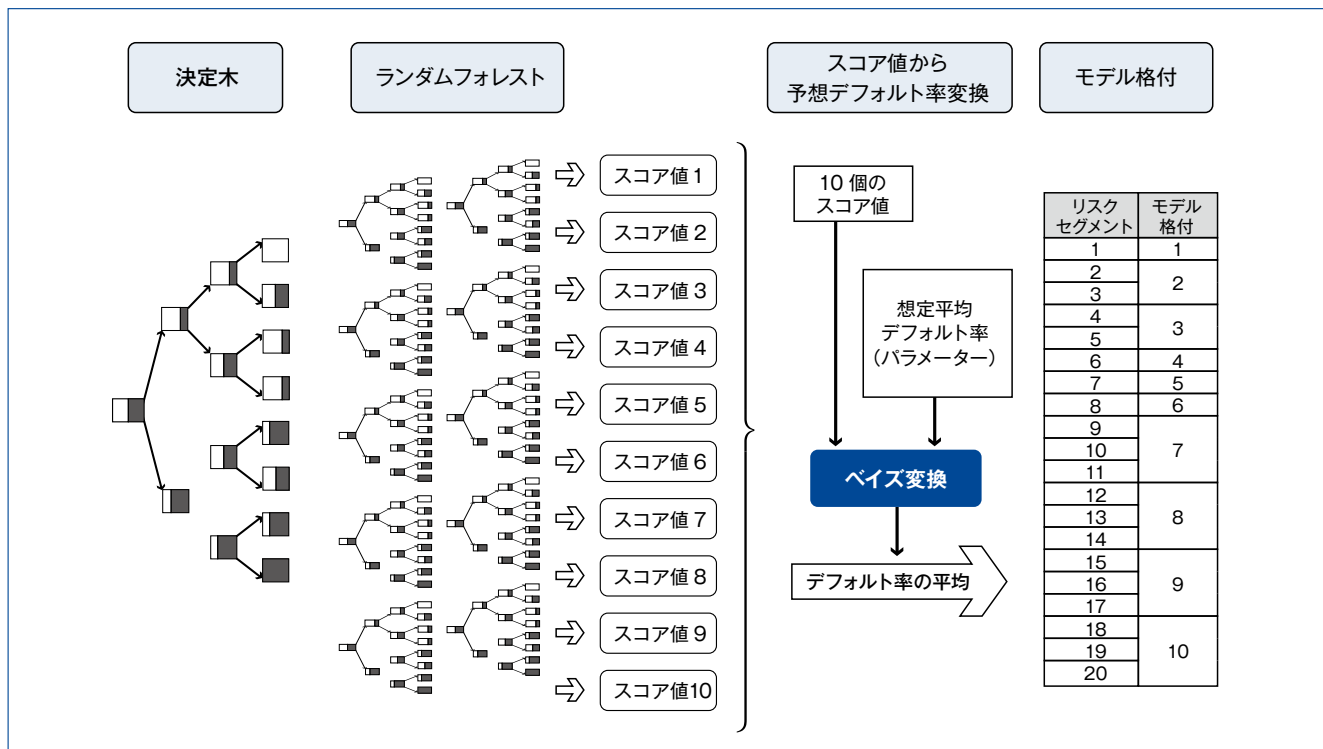 決定木
ランダムフォレスト
スコア値から
予想デフォルト率変換
モデル格付
スコア値1
スコア値2
スコア値3
スコア値4
スコア値5
スコア値6
スコア値7
スコア値8
スコア値9
スコア値10
10個の
スコア値
想定平均
デフォルト率
（パラメーター）
ベイズ変換
デフォルト率の平均
リスク
セグメント
モデル
格付
1 1
2
3
2
4
5
3
6 4
7 5
8 6
9
10
11
7
12
13
14
8
15
16
17
9
18
19
20
10